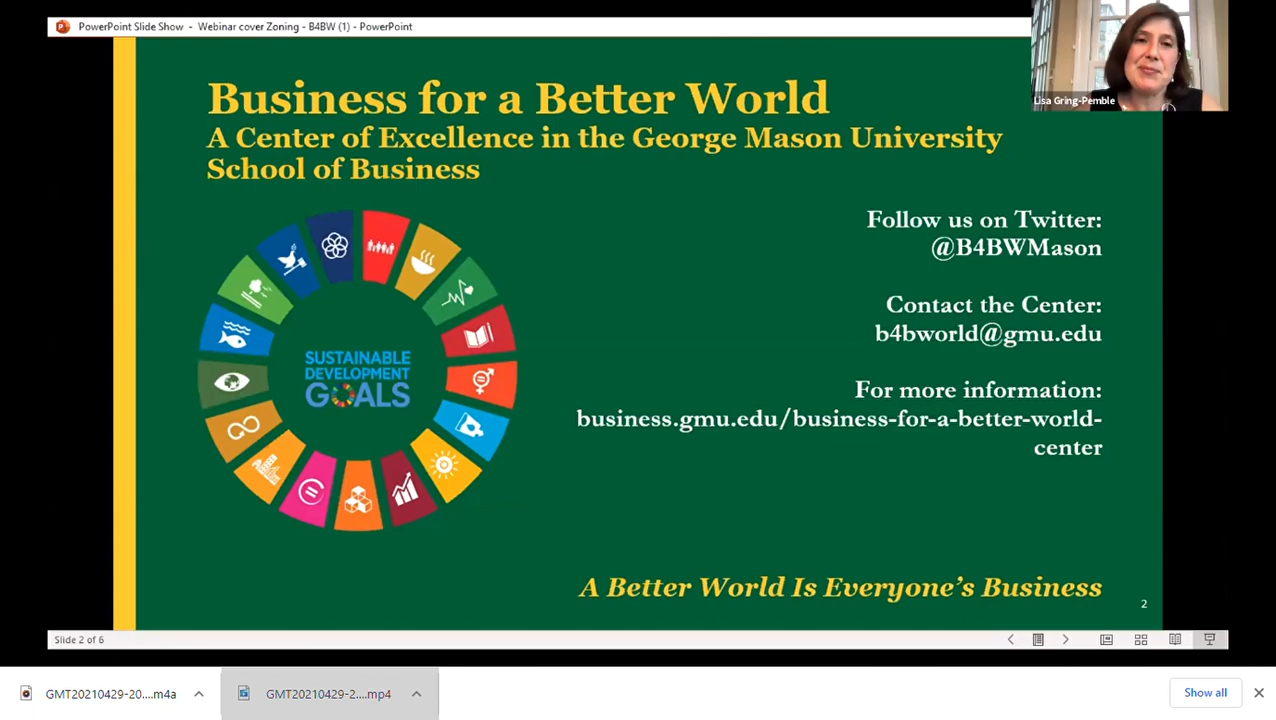 PowerPoint Slide Show - Webinar cover Zoning - B4BW (1) - PowerPoint
Lisa Gring-Pemble
Business for a Better World
A Center of Excellence in the George Mason University
School of Business
Follow us on Twitter:
@B4BWMason
Contact the Center:
b4bworld@gmu.edu
For more information:
business.gmu.edu/business-for-a-better-world-
center
SUSTAINABLE
DEVELOPMENT
GOALS
A Better World Is Everyone's Business
2
Slide 2 of 6
GMT20210429-20....m4a
GMT20210429-2....mp4
Show all